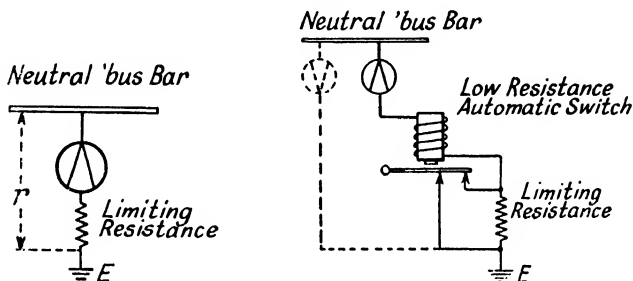 Neutral 'bus Bar
r
Limiting
Resistance
E
Neutral 'bus Bar
V
A
Low Resistance
Automatic Switch
Limiting
Resistance
E